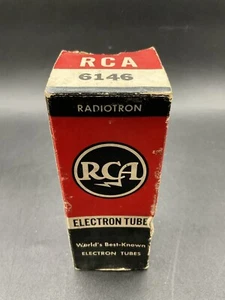 RCA
6146
RADIOTRON
RCA
ELECTRON TUBE
World's Best-Known
ELECTRON TUBES